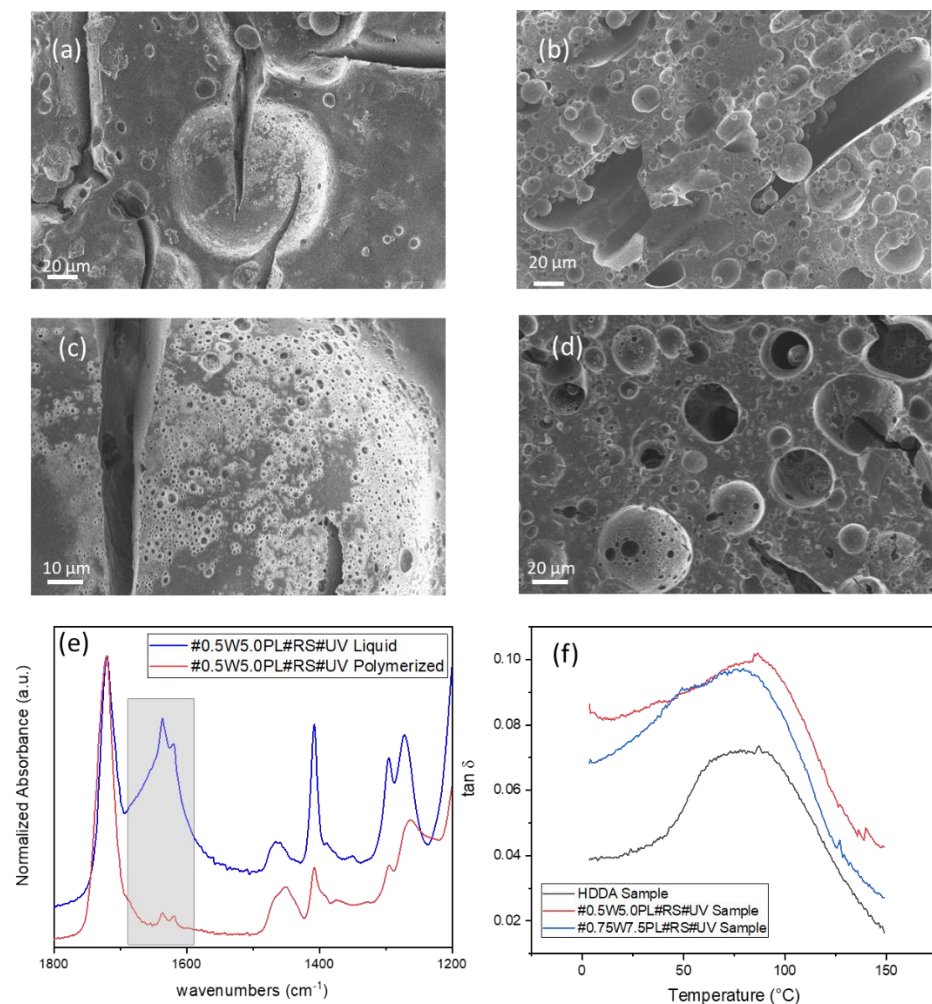 (a)
20 µm
(b)
20 µm
(c)
10 µm
(d)
20 µm
(e)
#0.5W5.0PL#RS#UV Liquid
#0.5W5.0PL#RS#UV Polymerized
Normalized Absorbance (a.u.)
1800 1600 1400 1200
wavenumbers (cm⁻¹)
(f)
0.10
0.08
0.06
0.04
0.02
tan δ
HDDA Sample
#0.5W5.0PL#RS#UV Sample
#0.75W7.5PL#RS#UV Sample
0 50 100 150
Temperature (°C)